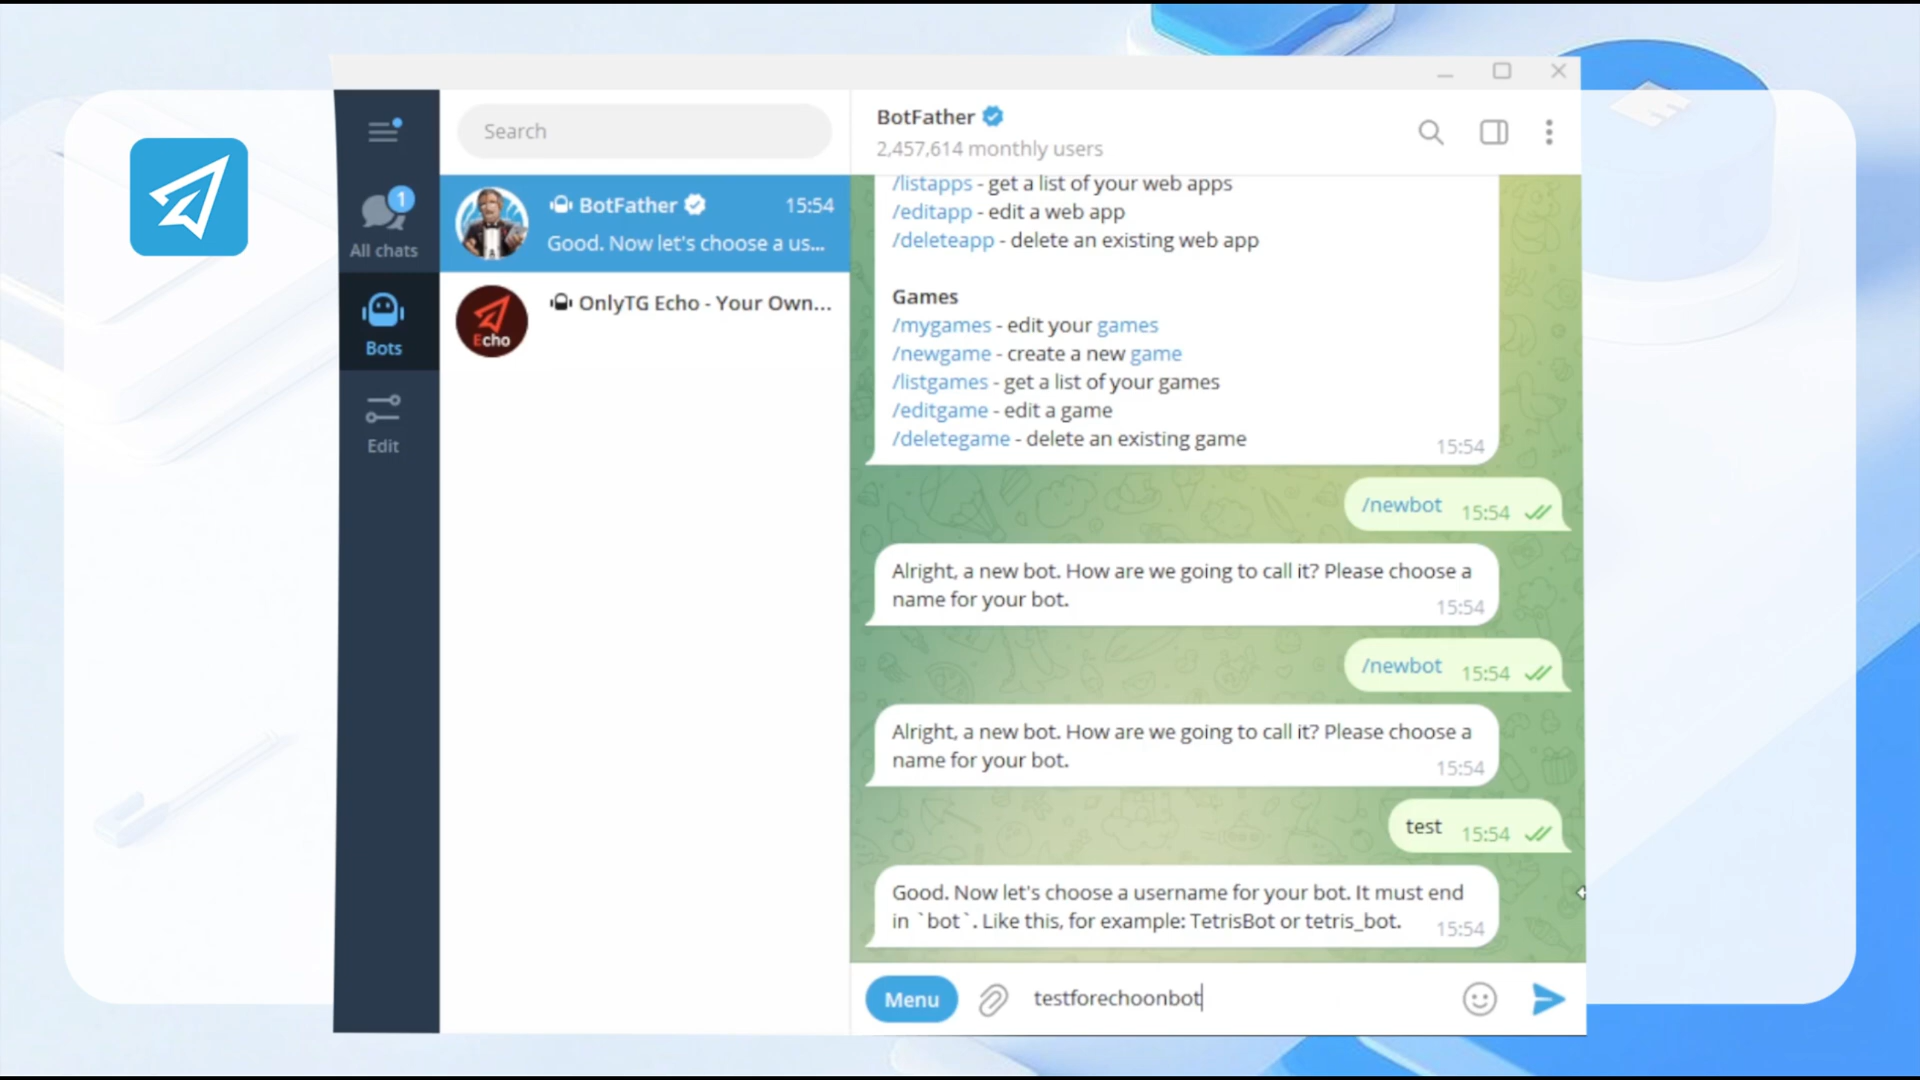 Search
BotFather
2,457,614 monthly users
1
All chats
Bots
Edit
BotFather 15:54
Good. Now let's choose a us...
OnlyTG Echo - Your Own...
Echo
/listapps - get a list of your web apps
/editapp - edit a web app
/deleteapp - delete an existing web app
Games
/mygames - edit your games
/newgame - create a new game
/listgames - get a list of your games
/editgame - edit a game
/deletegame - delete an existing game
15:54
/newbot 15:54
Alright, a new bot. How are we going to call it? Please choose a
name for your bot.
15:54
/newbot 15:54
Alright, a new bot. How are we going to call it? Please choose a
name for your bot.
15:54
test 15:54
Good. Now let's choose a username for your bot. It must end
in `bot`. Like this, for example: TetrisBot or tetris_bot.
15:54
Menu
testforechoonbot